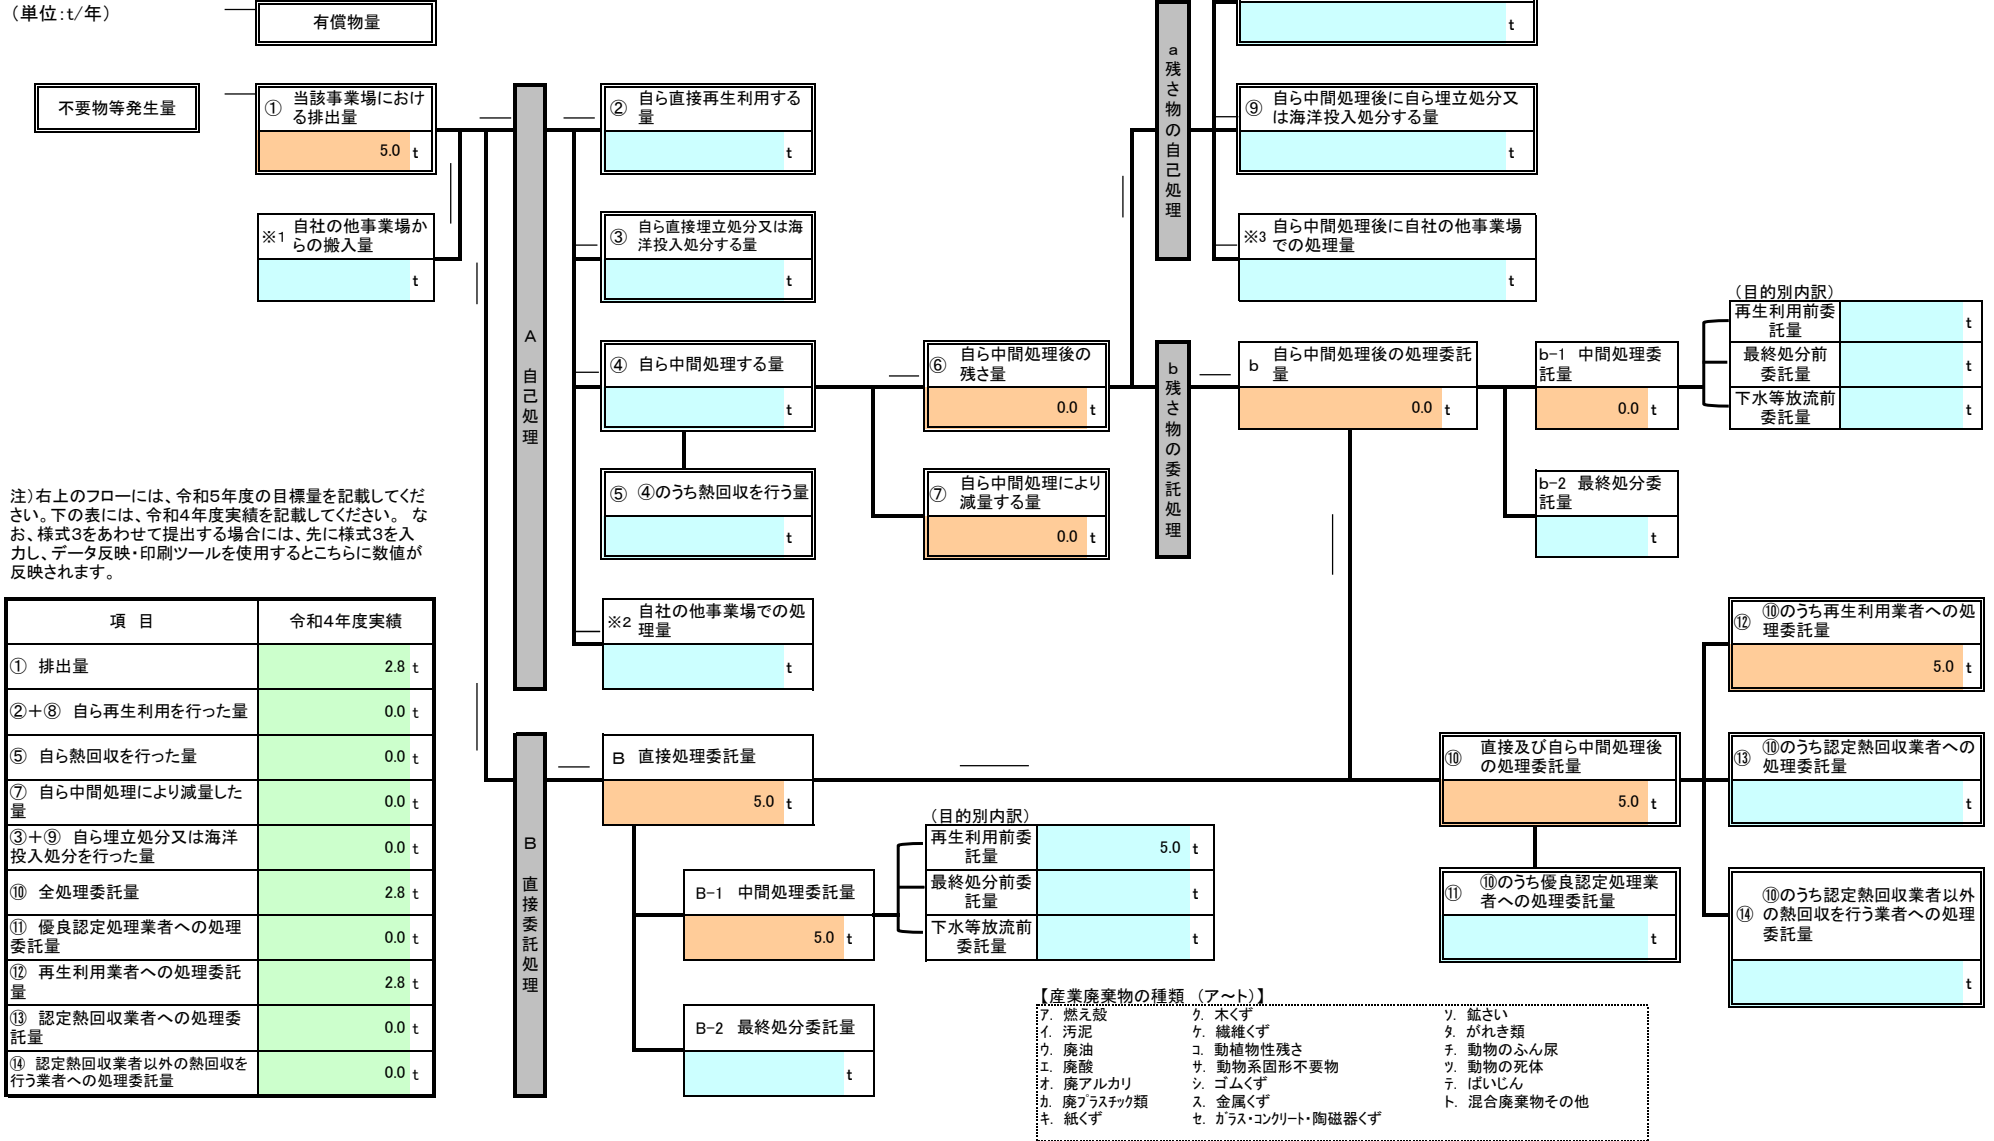 (単位:t/年)
有償物量
t
不要物等発生量
① 当該事業場におけ
る排出量
5.0 t
※1 自社の他事業場か
らの搬入量
t
A 自己処理
② 自ら直接再生利用する
量
t
③ 自ら直接埋立処分又は海
洋投入処分する量
t
④ 自ら中間処理する量
t
⑤ ④のうち熱回収を行う量
t
※2 自社の他事業場での処
理量
t
⑥ 自ら中間処理後の
残さ量
0.0 t
⑦ 自ら中間処理により
減量する量
0.0 t
a残さ物の自己処理
⑨ 自ら中間処理後に自ら埋立処分又
は海洋投入処分する量
t
※3 自ら中間処理後に自社の他事業場
での処理量
t
b残さ物の委託処理
b 自ら中間処理後の処理委託
量
0.0 t
b-1 中間処理委
託量
0.0 t
b-2 最終処分委
託量
t
(目的別内訳)
再生利用前委
託量
t
最終処分前
委託量
t
下水等放流前
委託量
t
注)右上のフローには、令和5年度の目標量を記載してくだ
さい。下の表には、令和4年度実績を記載してください。 な
お、様式3をあわせて提出する場合には、先に様式3を入
力し、データ反映・印刷ツールを使用するとこちらに数値が
反映されます。
項 目 令和4年度実績
① 排出量 2.8 t
②+⑧ 自ら再生利用を行った量 0.0 t
⑤ 自ら熱回収を行った量 0.0 t
⑦ 自ら中間処理により減量した
量 0.0 t
③+⑨ 自ら埋立処分又は海洋
投入処分を行った量 0.0 t
⑩ 全処理委託量 2.8 t
⑪ 優良認定処理業者への処理
委託量 0.0 t
⑫ 再生利用業者への処理委託
量 2.8 t
⑬ 認定熱回収業者への処理委
託量 0.0 t
⑭ 認定熱回収業者以外の熱回収を
行う業者への処理委託量 0.0 t
B 直接委託処理
B 直接処理委託量
5.0 t
B-1 中間処理委託量
5.0 t
B-2 最終処分委託量
t
(目的別内訳)
再生利用前委
託量
5.0 t
最終処分前委
託量
t
下水等放流前
委託量
t
⑩ 直接及び自ら中間処理後
の処理委託量
5.0 t
⑪ ⑩のうち優良認定処理業
者への処理委託量
t
⑫ ⑩のうち再生利用業者への処
理委託量
5.0 t
⑬ ⑩のうち認定熱回収業者への
処理委託量
t
⑭ ⑩のうち認定熱回収業者以外
の熱回収を行う業者への処理
委託量
t
【産業廃棄物の種類 (ア~ト)】
ア. 燃え殻 ク. 木くず ソ. 鉱さい
イ. 汚泥 ケ. 繊維くず タ. がれき類
ウ. 廃油 コ. 動植物性残さ チ. 動物のふん尿
エ. 廃酸 サ. 動物系固形不要物 ツ. 動物の死体
オ. 廃アルカリ シ. ゴムくず テ. ばいじん
カ. 廃プラスチック類 ス. 金属くず ト. 混合廃棄物その他
キ. 紙くず セ. ガラス・コンクリート・陶磁器くず